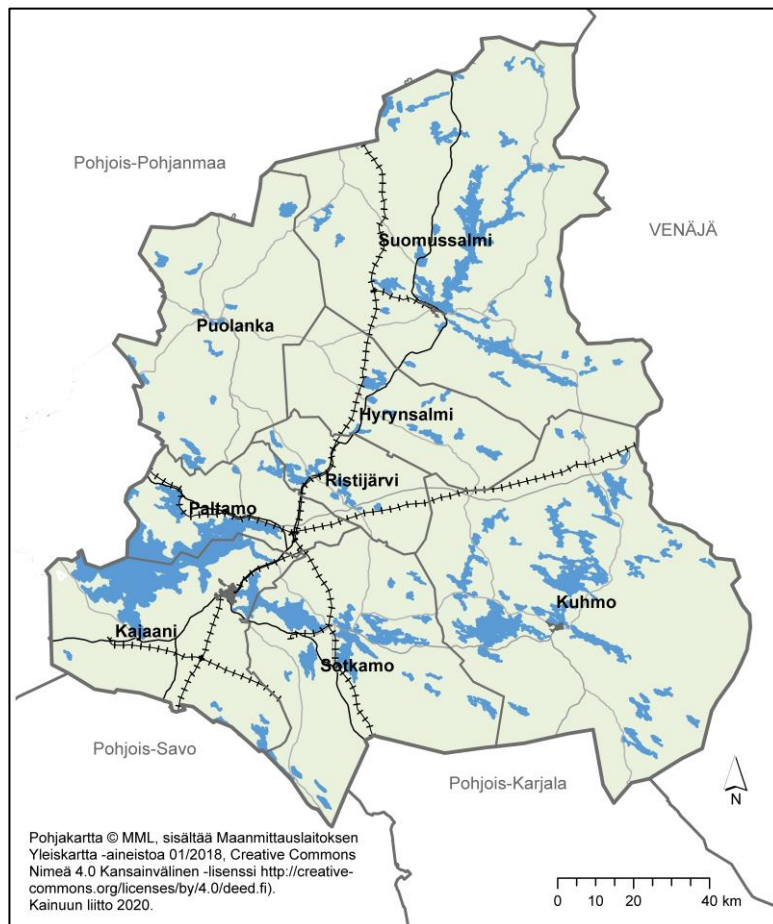 Pohjois-Pohjanmaa
VENÄJÄ
Suomussalmi
Puolanka
Hyrynsalmi
Ristijärvi
Paltamo
Kuhmo
Kajaani
Sotkamo
Pohjois-Savo
Pohjois-Karjala
N
Pohjakartta © MML, sisältää Maanmittauslaitoksen
Yleiskartta -aineistoa 01/2018, Creative Commons
Nimeä 4.0 Kansainvälinen -lisenssi http://creative-
commons.org/licenses/by/4.0/deed.fi).
Kainuun liitto 2020.
0 10 20 40 km